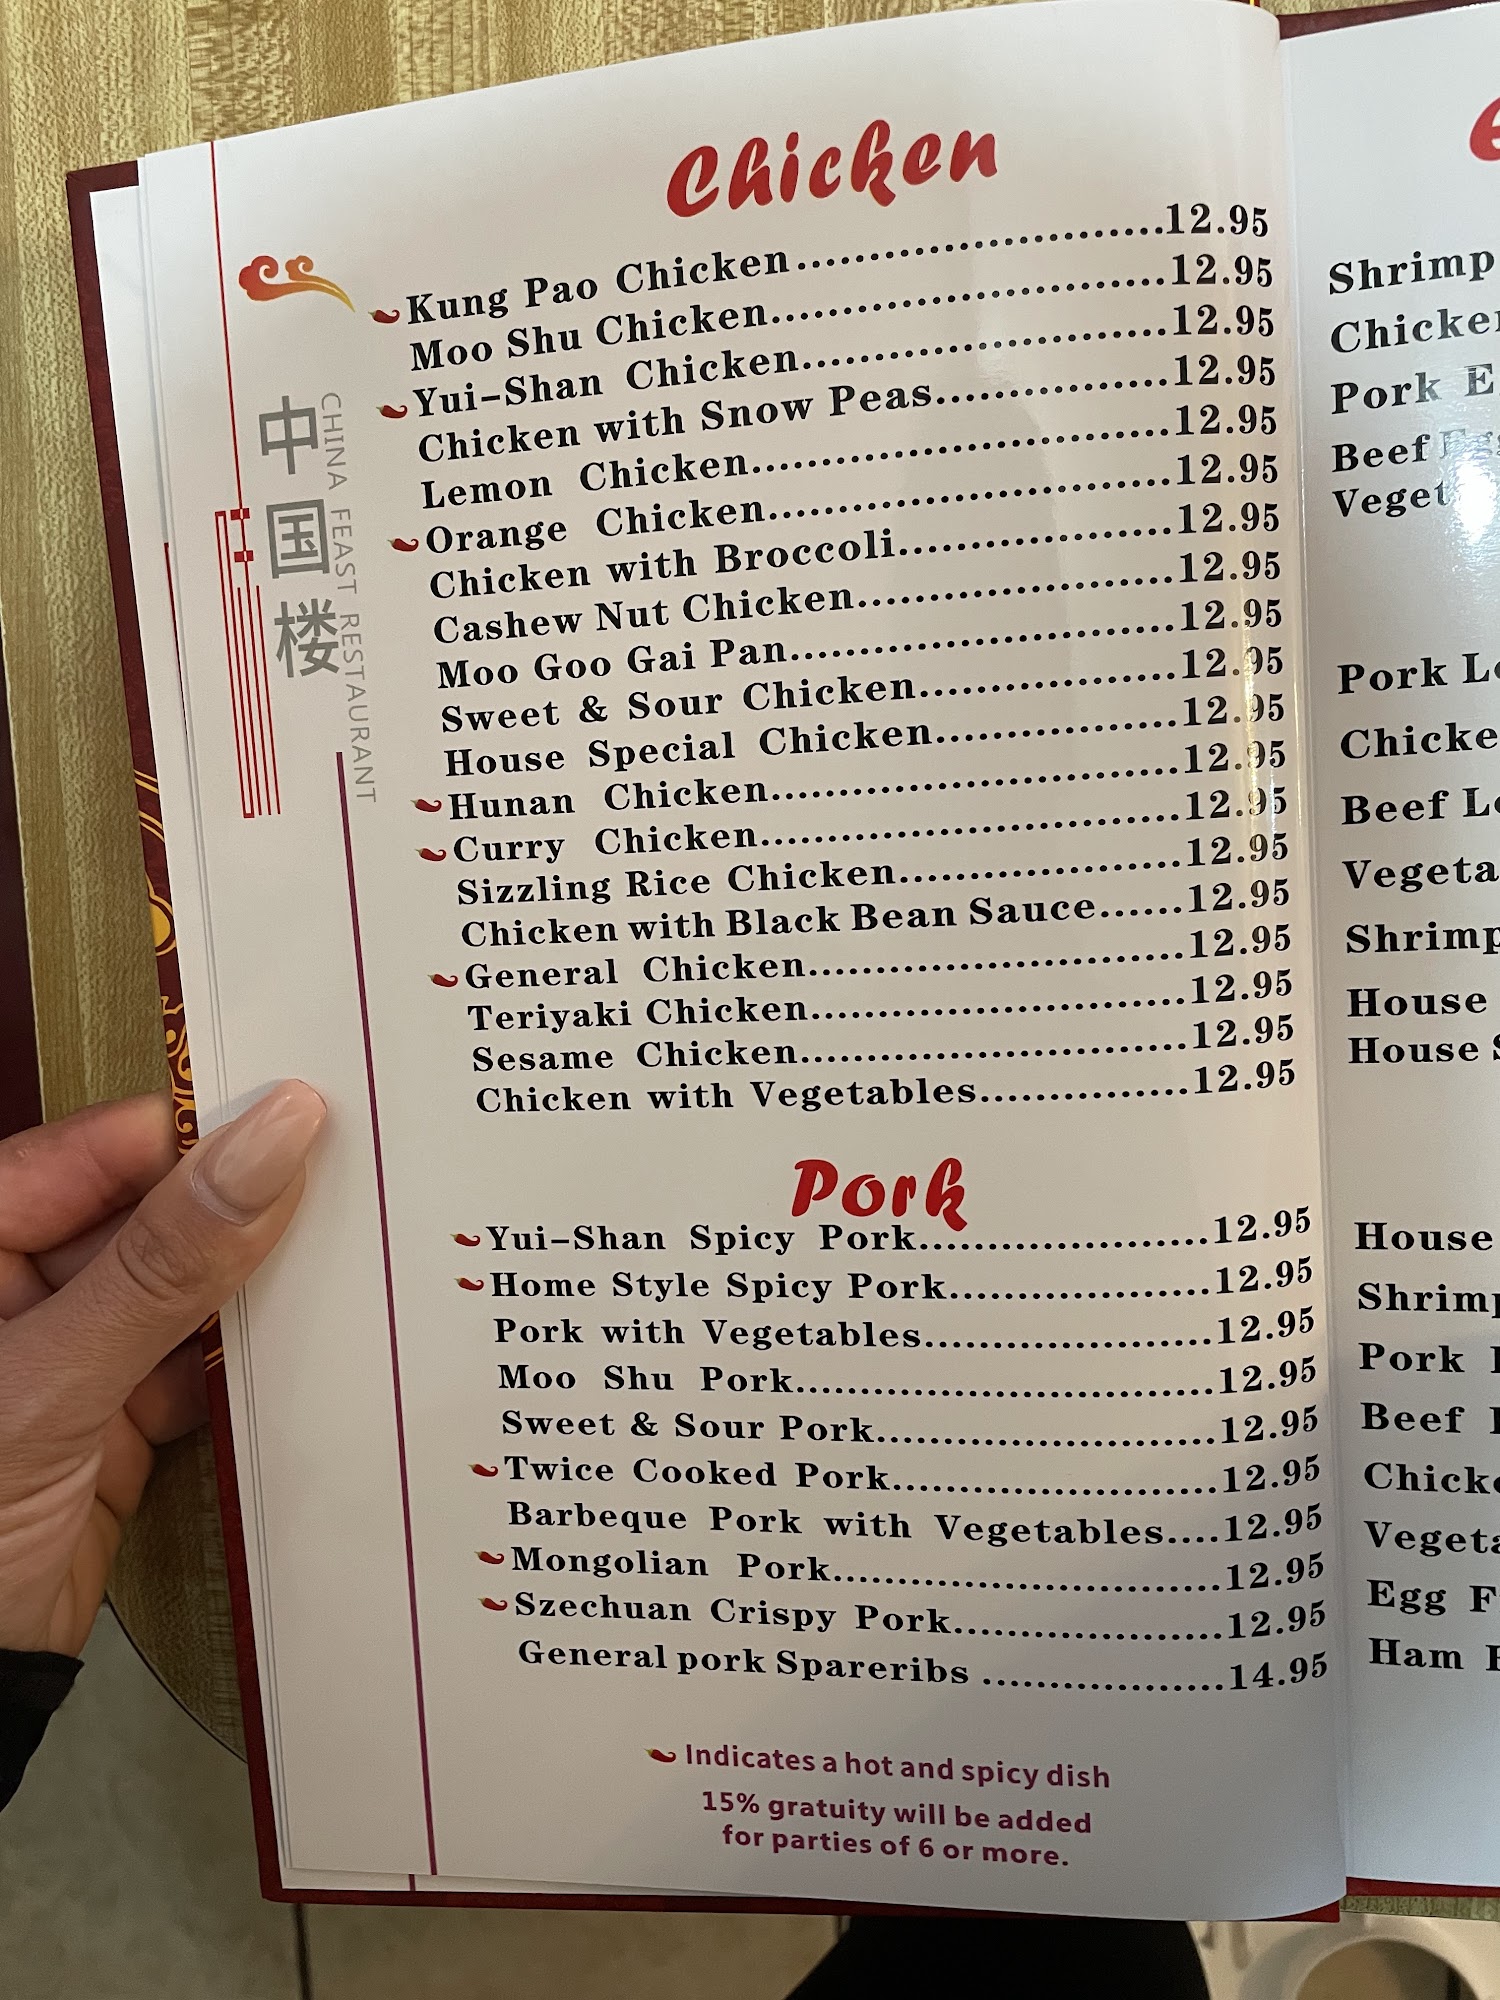 中国楼
CHINA FEAST RESTAURANT
Chicken
Kung Pao Chicken..............................12.95
Moo Shu Chicken..............................12.95
Yui-Shan Chicken..............................12.95
Chicken with Snow Peas..................12.95
Lemon Chicken..............................12.95
Orange Chicken..............................12.95
Chicken with Broccoli.....................12.95
Cashew Nut Chicken........................12.95
Moo Goo Gai Pan..............................12.95
Sweet & Sour Chicken.....................12.95
House Special Chicken....................12.95
Hunan Chicken..............................12.95
Curry Chicken..............................12.95
Sizzling Rice Chicken.....................12.95
Chicken with Black Bean Sauce......12.95
General Chicken..............................12.95
Teriyaki Chicken..............................12.95
Sesame Chicken..............................12.95
Chicken with Vegetables................12.95
Pork
Yui-Shan Spicy Pork......................12.95
Home Style Spicy Pork....................12.95
Pork with Vegetables......................12.95
Moo Shu Pork................................12.95
Sweet & Sour Pork..........................12.95
Twice Cooked Pork.........................12.95
Barbeque Pork with Vegetables....12.95
Mongolian Pork..............................12.95
Szechuan Crispy Pork.....................12.95
General pork Spareribs ..................14.95
Indicates a hot and spicy dish
15% gratuity will be added
for parties of 6 or more.
Shrimp
Pork
Beef
Pork
Beef
Shrimp
House
House
House
Pork
Beef
Egg
Ham